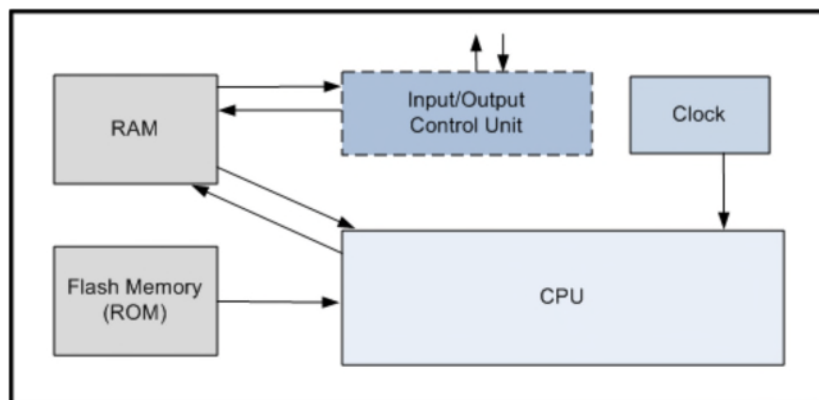 RAM
Input/Output
Control Unit
Clock
Flash Memory
(ROM)
CPU